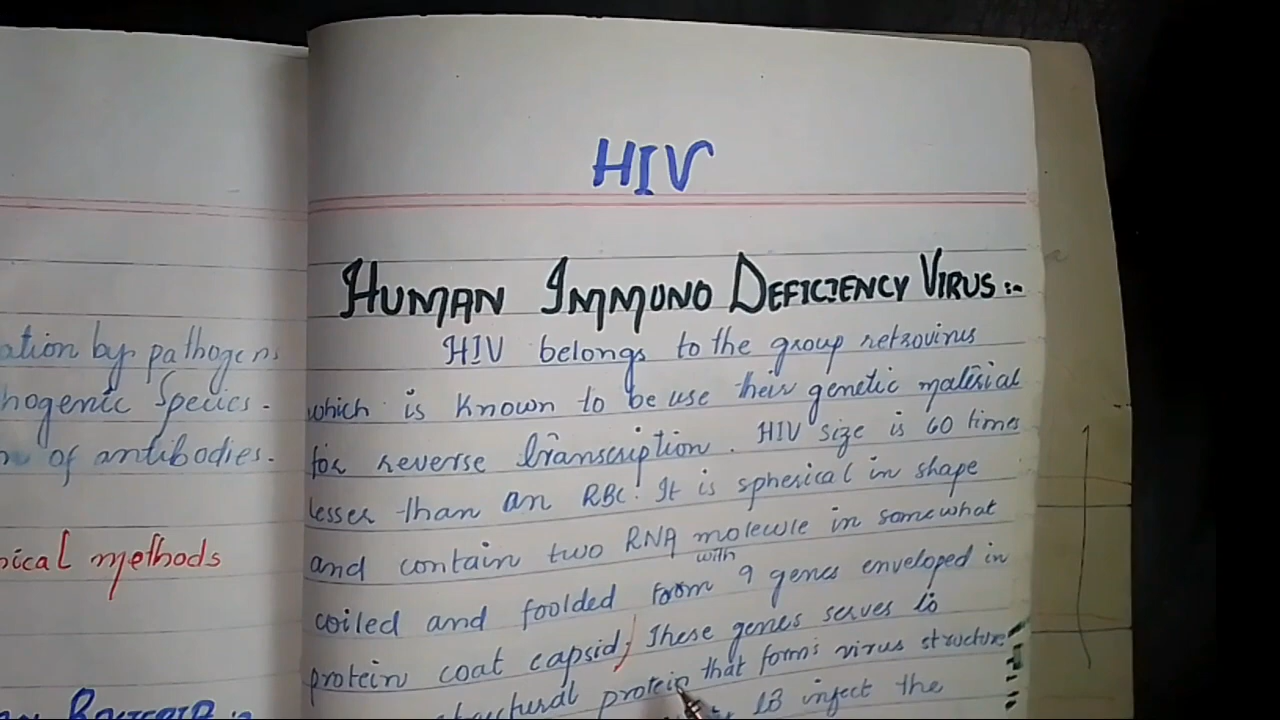 HIV
HUMAN IMMUNO DEFICIENCY VIRUS :-
HIV belongs to the group retrovirus
which is known to be use their genetic material
for reverse transcription. HIV size is 60 times
lesser than an RBC. It is spherical in shape
and contain two RNA molecule in somewhat
coiled and foolded form with 9 genes enveloped in
protein coat capsid, These genes serves to
structural protein that forms virus structure
inject the
ation by pathogens
hogenic Species.
of antibodies.
ical methods